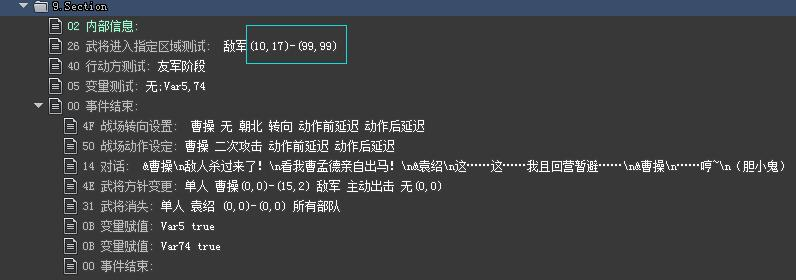 9.Section
02 内部信息:
26 武将进入指定区域测试: 敌军(10,17)-(99,99)
40 行动方测试: 友军阶段
05 变量测试: 无;Var5,74
00 事件结束:
4F 战场转向设置: 曹操 无 朝北 转向 动作前延迟 动作后延迟
50 战场动作设定: 曹操 二次攻击 动作前延迟 动作后延迟
14 对话: &曹操\n敌人杀过来了!\n看我曹孟德亲自出马!\n&袁绍\n这……这……我且回营暂避……\n&曹操\n……哼~\n（胆小鬼）
4E 武将方针变更: 单人 曹操(0,0)-(15,2) 敌军 主动出击 无(0,0)
31 武将消失: 单人 袁绍 (0,0)-(0,0) 所有部队
0B 变量赋值: Var5 true
0B 变量赋值: Var74 true
00 事件结束: